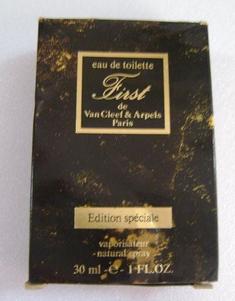 eau de toilette
First
de
Van Cleef & Arpels
Paris
Edition spéciale
vaporisateur
-natural spray
30 ml - ℮ - 1 FL.OZ.